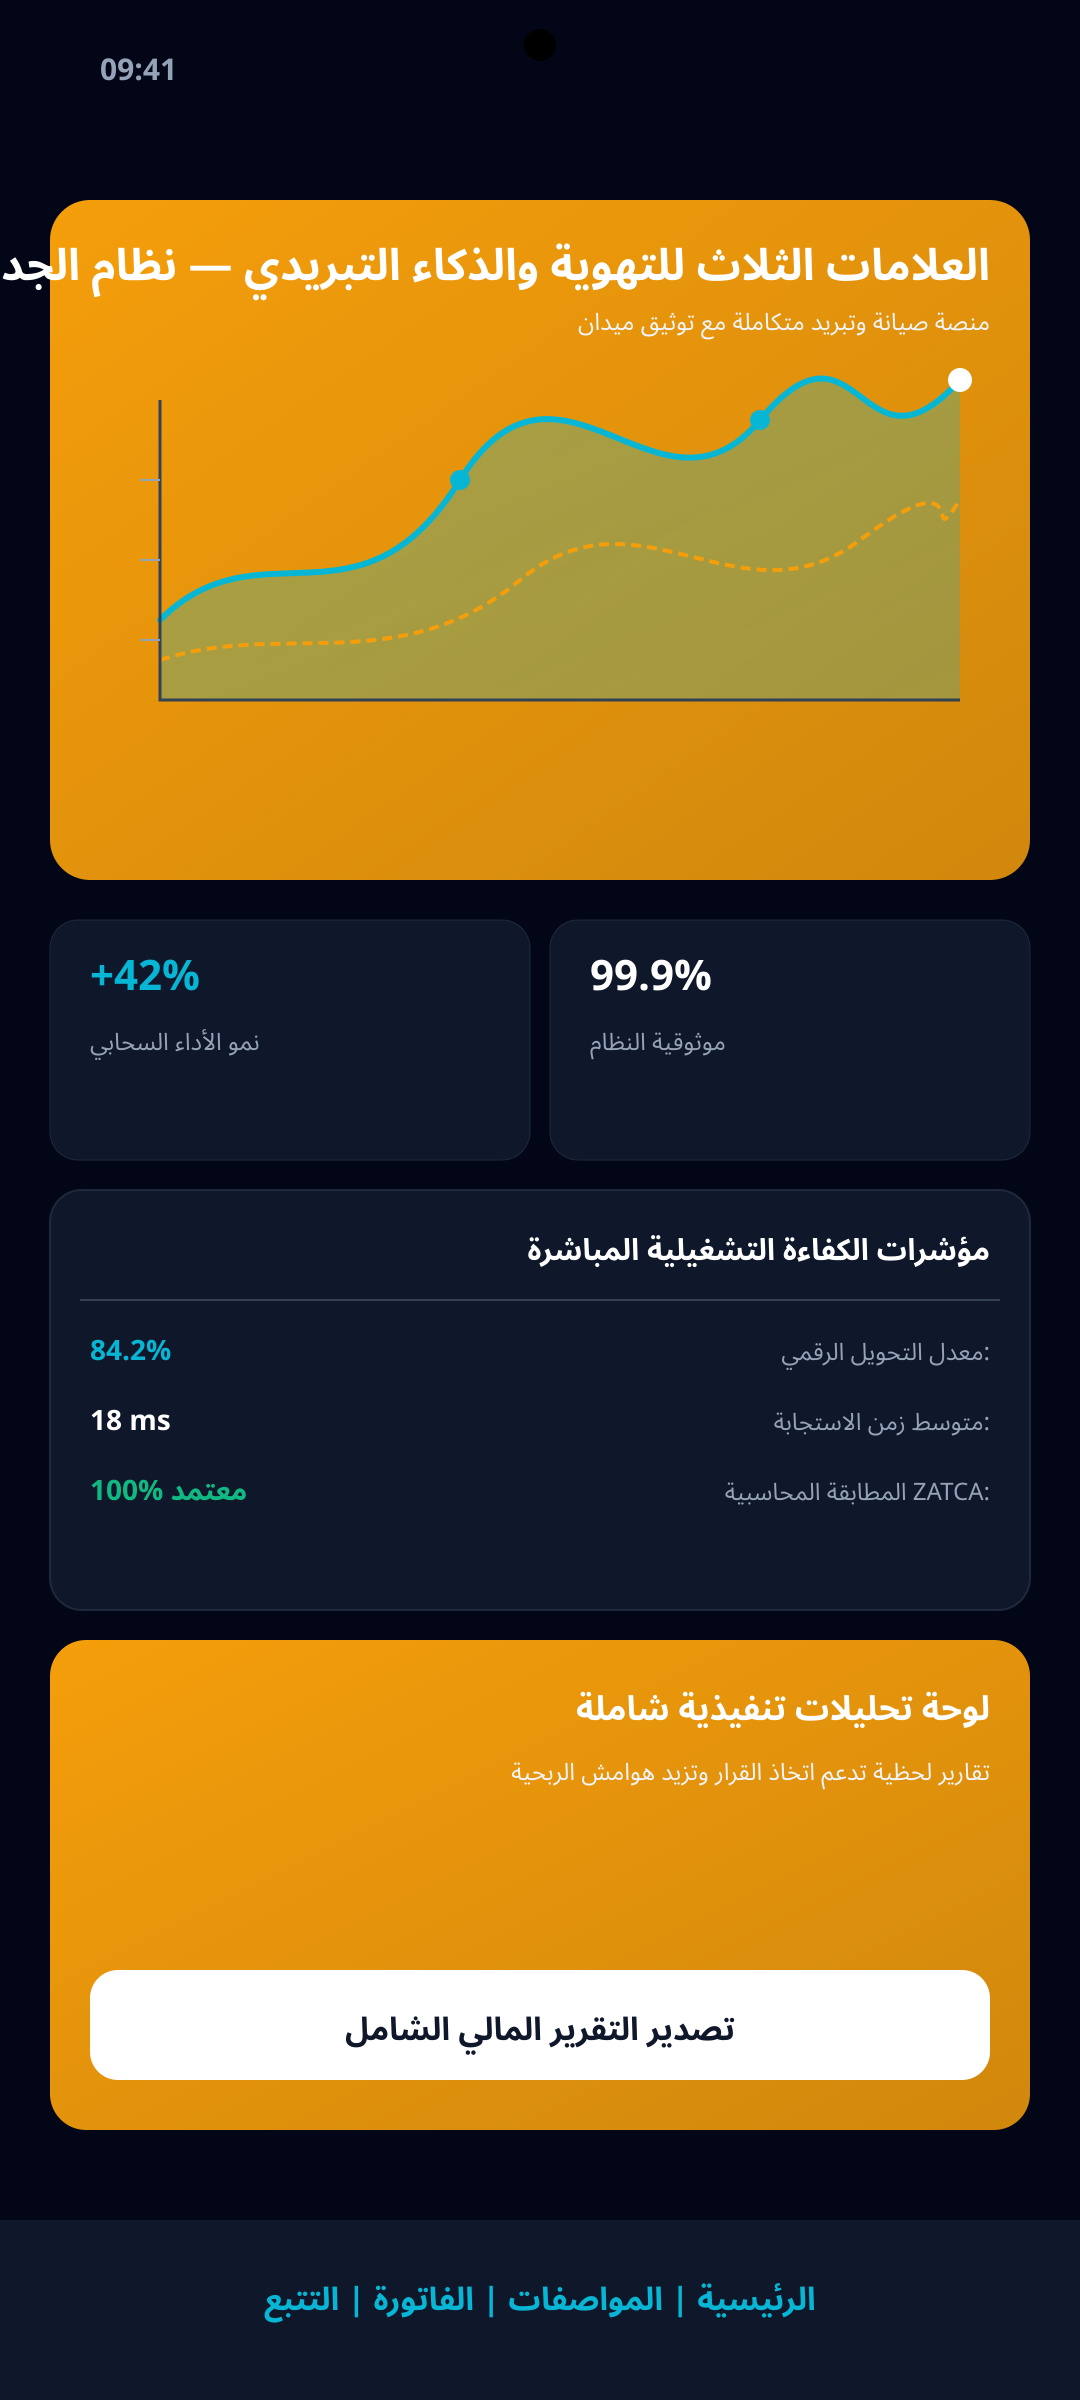 09:41
العلامات الثلاث للتهوية والذكاء التبريدي — نظام الجد
منصة صيانة وتبريد متكاملة مع توثيق ميدان
99.9%
موثوقية النظام
+42%
نمو الأداء السحابي
مؤشرات الكفاءة التشغيلية المباشرة
معدل التحويل الرقمي:
84.2%
متوسط زمن الاستجابة:
18 ms
المطابقة المحاسبية ZATCA:
100% معتمد
لوحة تحليلات تنفيذية شاملة
تقارير لحظية تدعم اتخاذ القرار وتزيد هوامش الربحية
تصدير التقرير المالي الشامل
الرئيسية | المواصفات | الفاتورة | التتبع